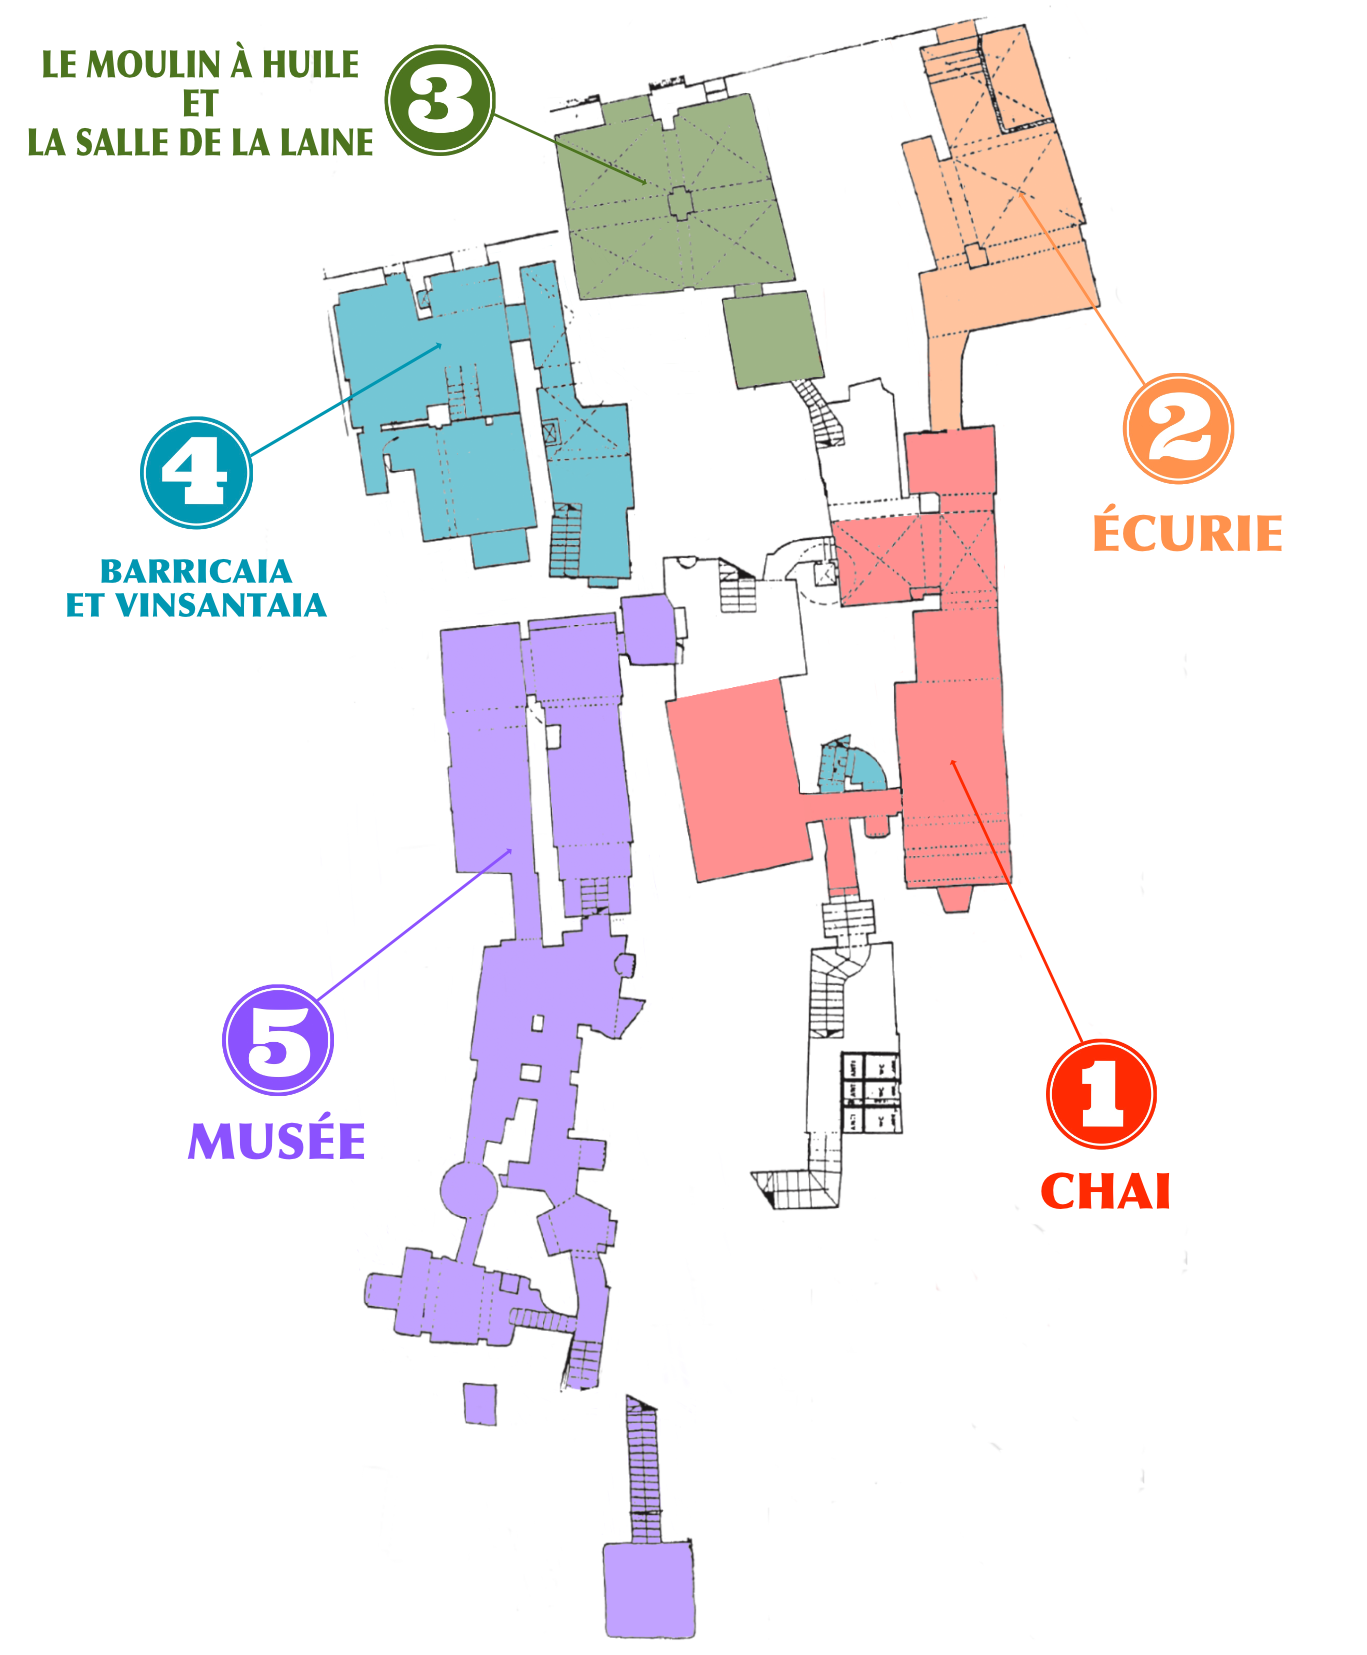 LE MOULIN À HUILE
ET
LA SALLE DE LA LAINE
3
2
ÉCURIE
4
BARRICAIA
ET VINSANTAIA
5
MUSÉE
1
CHAI